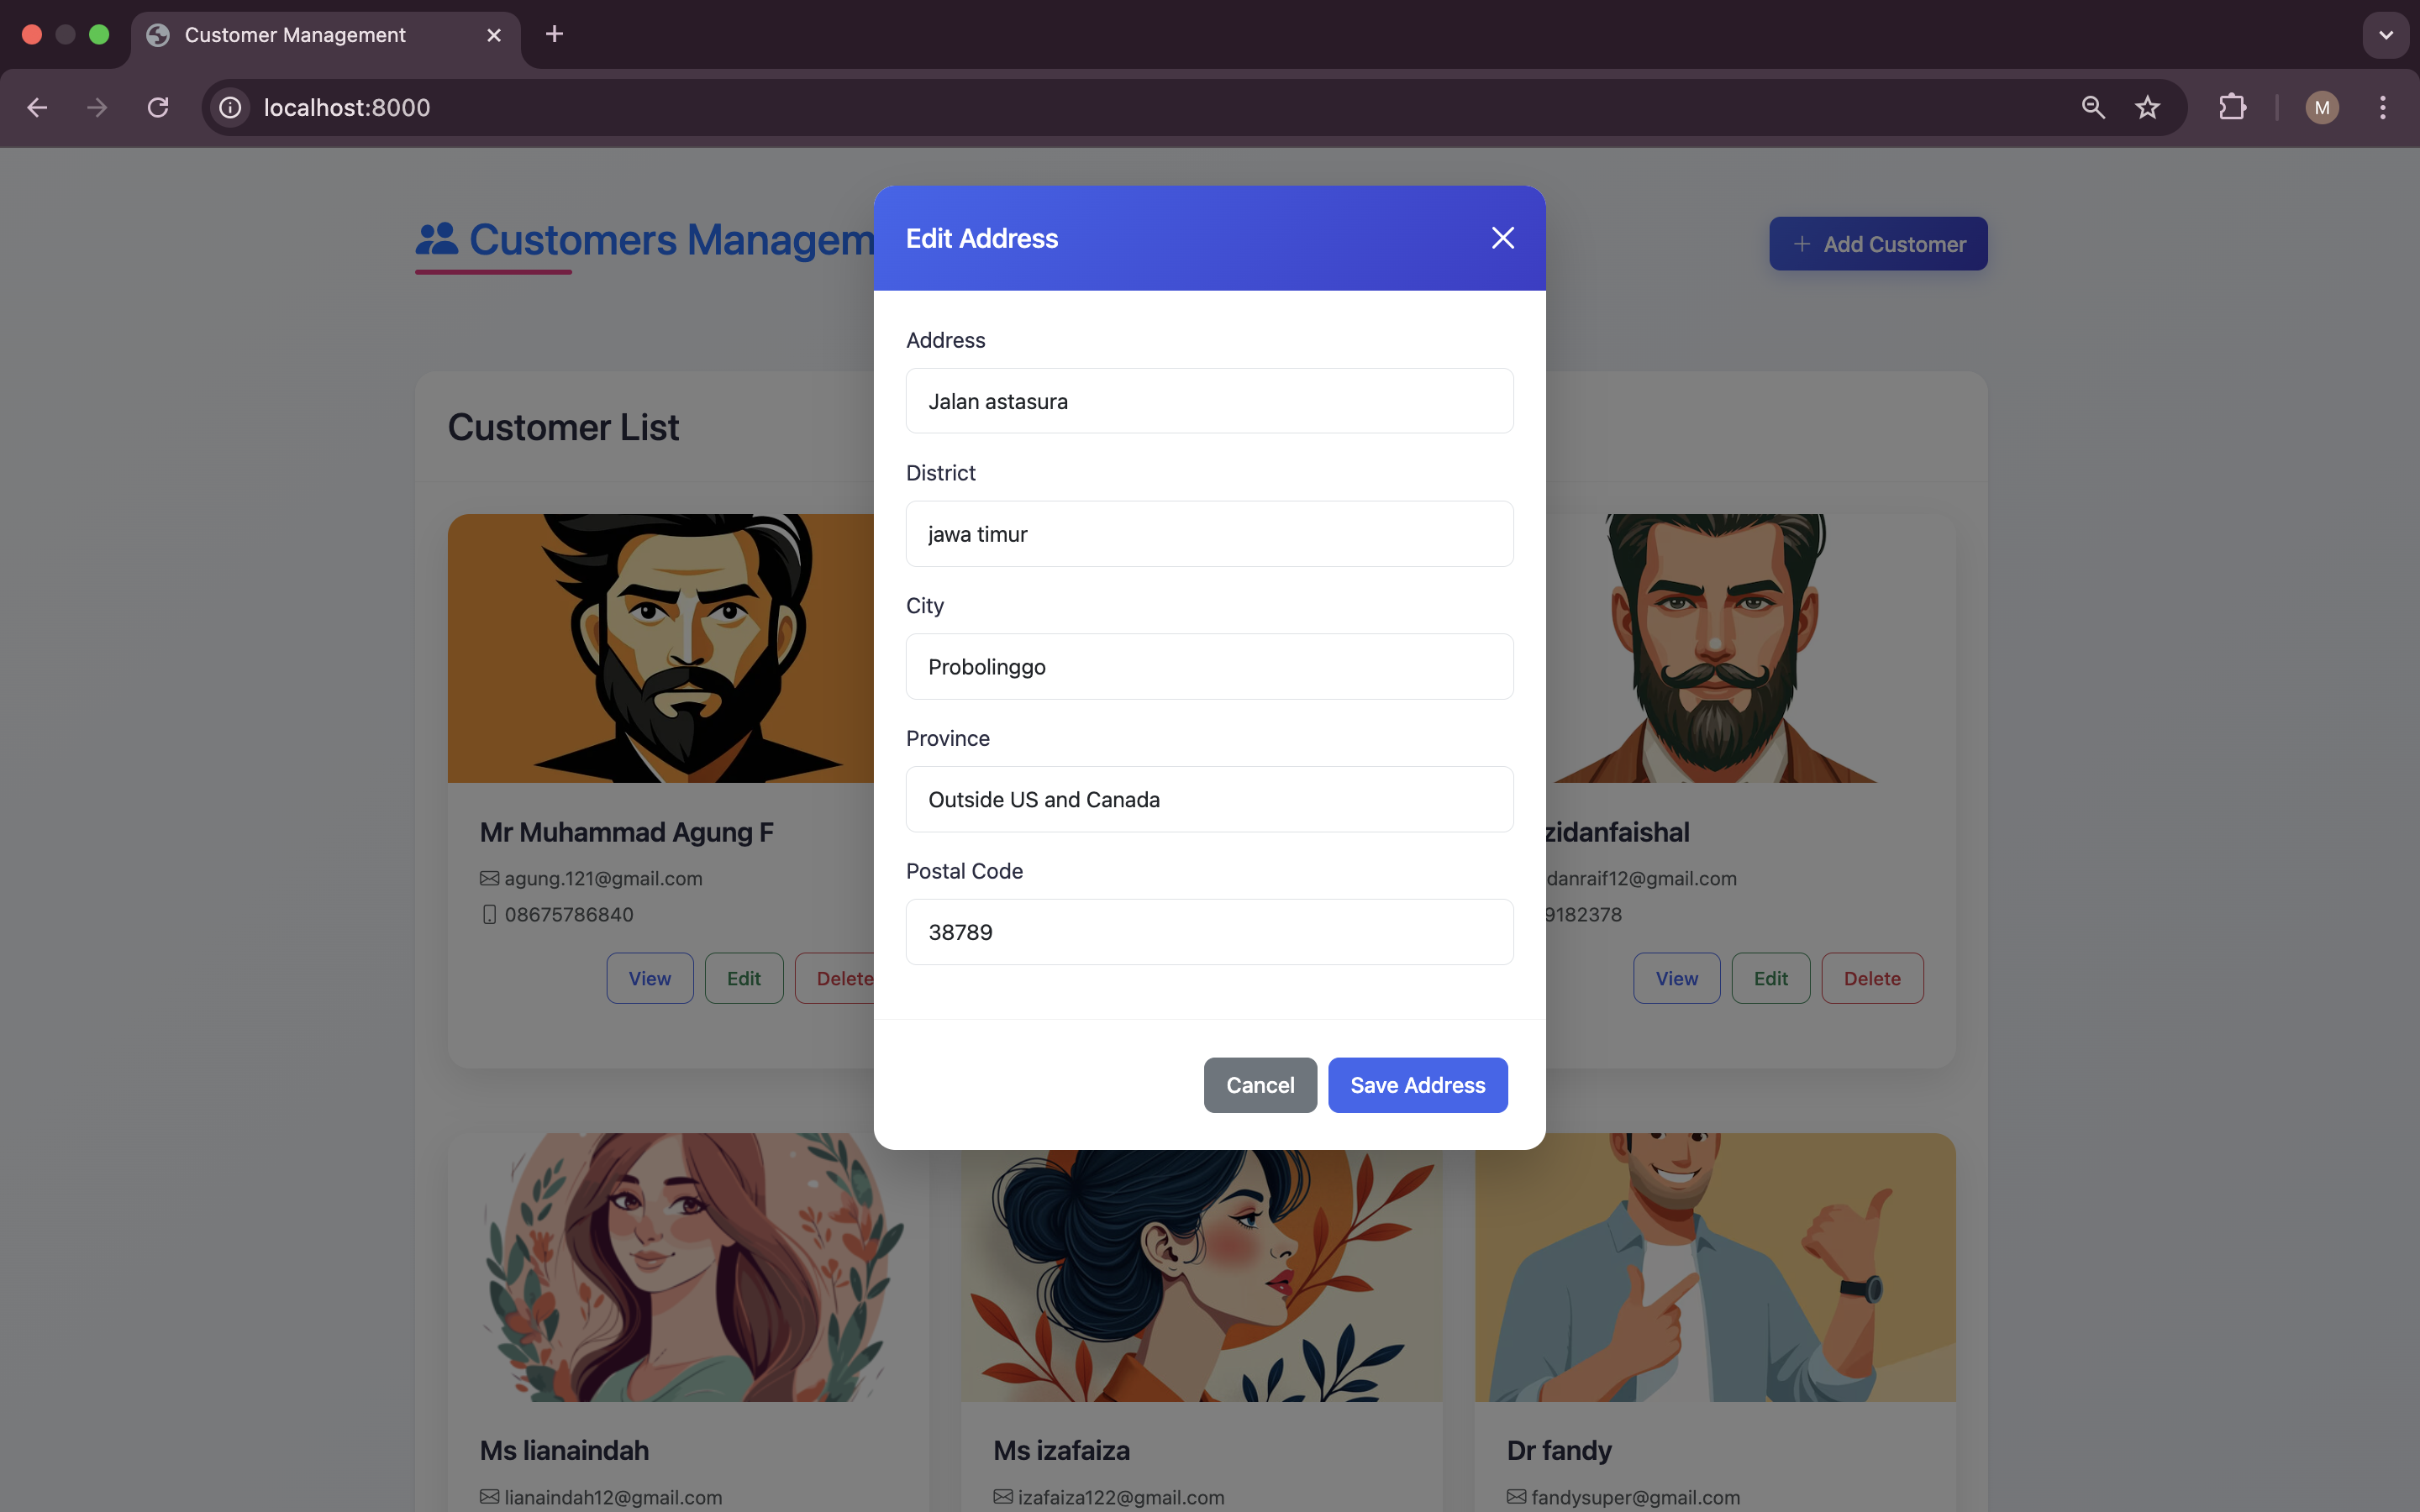 Customer Management
localhost:8000
M
Customers Managem
Add Customer
Edit Address
Address
Jalan astasura
District
jawa timur
City
Probolinggo
Province
Outside US and Canada
Postal Code
38789
Cancel
Save Address
Customer List
Mr Muhammad Agung F
agung.121@gmail.com
08675786840
View
Edit
Delete
zidanfaishal
danraif12@gmail.com
9182378
View
Edit
Delete
Ms lianaindah
lianaindah12@gmail.com
Ms izafaiza
izafaiza122@gmail.com
Dr fandy
fandysuper@gmail.com